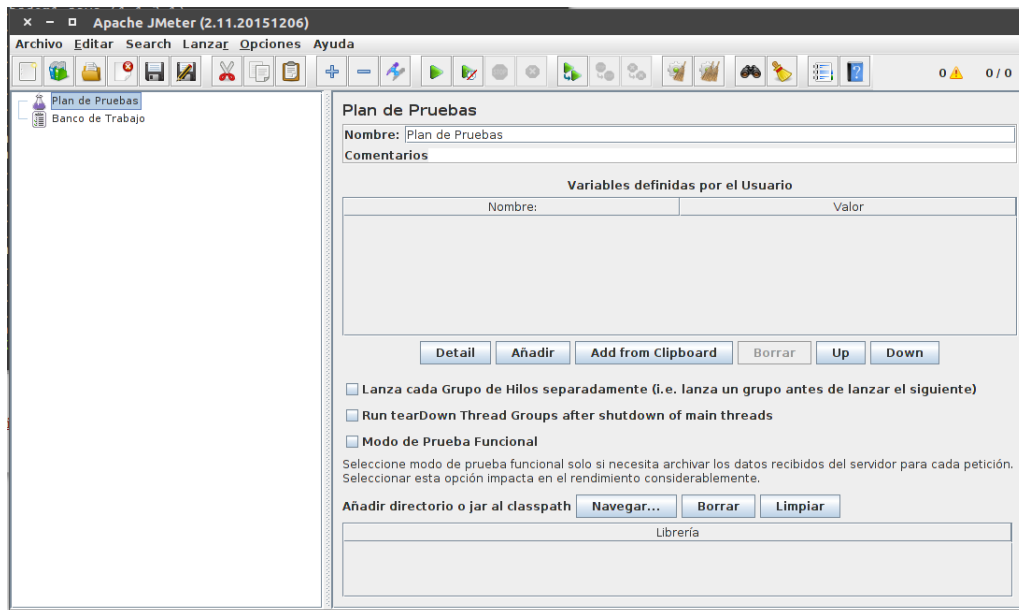 Apache JMeter (2.11.20151206)
Archivo Editar Search Lanzar Opciones Ayuda
0 0 / 0
Plan de Pruebas
Banco de Trabajo
Plan de Pruebas
Nombre: Plan de Pruebas
Comentarios
Variables definidas por el Usuario
Nombre: Valor
Detail Añadir Add from Clipboard Borrar Up Down
Lanza cada Grupo de Hilos separadamente (i.e. lanza un grupo antes de lanzar el siguiente)
Run tearDown Thread Groups after shutdown of main threads
Modo de Prueba Funcional
Seleccione modo de prueba funcional solo si necesita archivar los datos recibidos del servidor para cada petición.
Seleccionar esta opción impacta en el rendimiento considerablemente.
Añadir directorio o jar al classpath Navegar... Borrar Limpiar
Librería